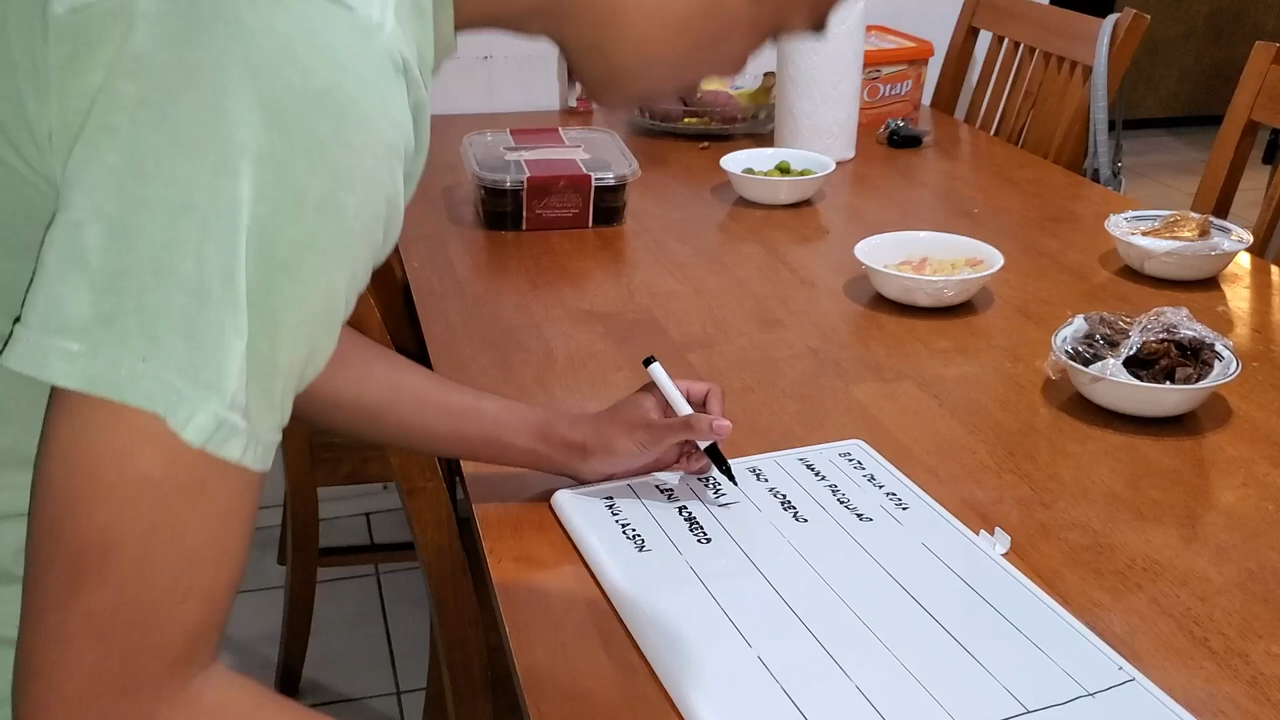 Otap
BATO DELA ROSA
MANNY PACQUIAO
ISKO MORENO
BBM
LENI ROBREDO
PING LACSON